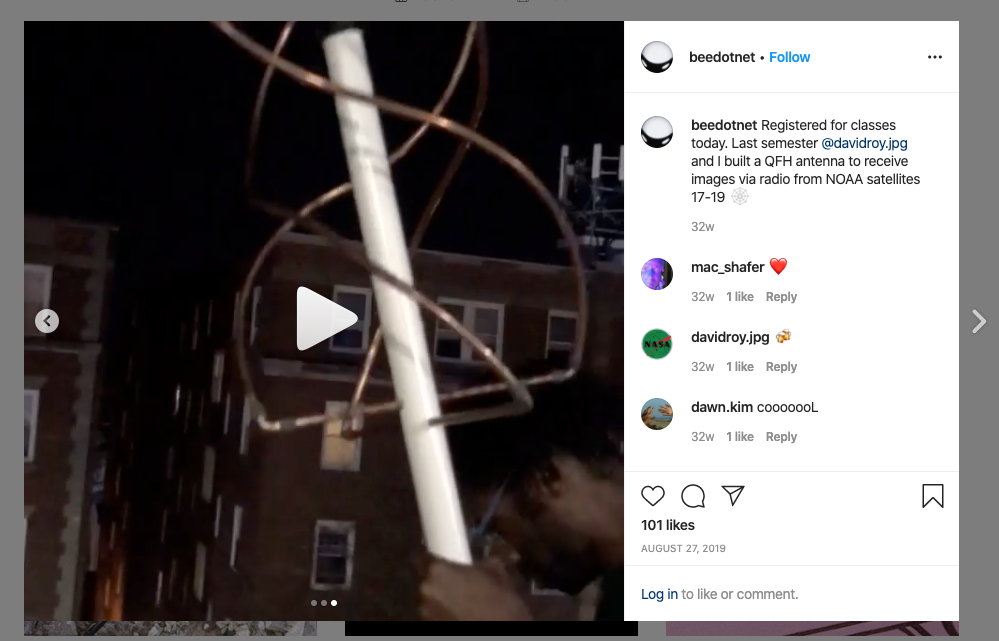 beedotnet • Follow
beedotnet Registered for classes
today. Last semester @davidroy.jpg
and I built a QFH antenna to receive
images via radio from NOAA satellites
17-19 🕸️
32w
mac_shafer ❤️
32w 1 like Reply
NASA
davidroy.jpg 🍻
32w 1 like Reply
dawn.kim cooooooL
32w 1 like Reply
101 likes
AUGUST 27, 2019
Log in to like or comment.